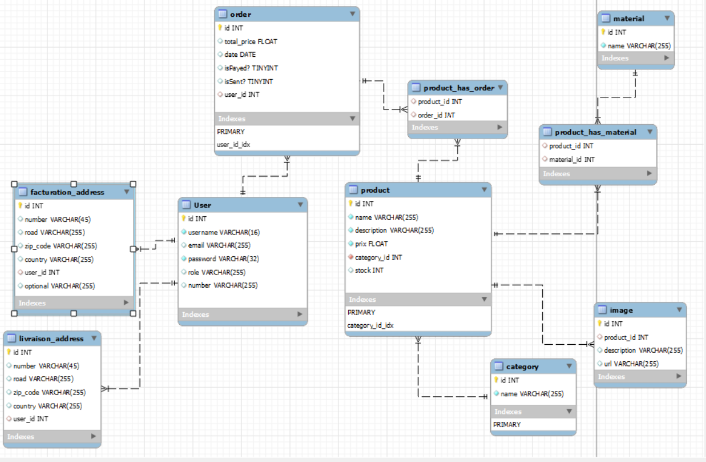 order
id INT
total_price FLOAT
date DATE
isPayed? TINYINT
isSent? TINYINT
user_id INT
Indexes
PRIMARY
user_id_idx
material
id INT
name VARCHAR(255)
Indexes
product_has_order
product_id INT
order_id INT
Indexes
product_has_material
product_id INT
material_id INT
Indexes
facturation_address
id INT
number VARCHAR(45)
road VARCHAR(255)
zip_code VARCHAR(255)
country VARCHAR(255)
user_id INT
optional VARCHAR(255)
Indexes
User
id INT
username VARCHAR(16)
email VARCHAR(255)
password VARCHAR(32)
role VARCHAR(255)
number VARCHAR(255)
Indexes
product
id INT
name VARCHAR(255)
description VARCHAR(255)
prix FLOAT
category_id INT
stock INT
Indexes
PRIMARY
category_id_idx
livraison_address
id INT
number VARCHAR(45)
road VARCHAR(255)
zip_code VARCHAR(255)
country VARCHAR(255)
user_id INT
Indexes
category
id INT
name VARCHAR(255)
Indexes
PRIMARY
image
id INT
product_id INT
description VARCHAR(255)
url VARCHAR(255)
Indexes